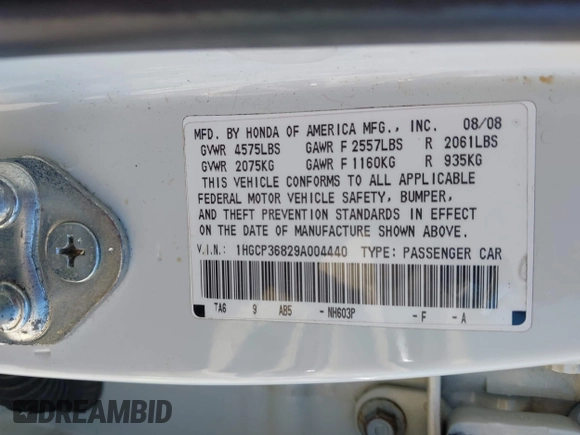 MFD. BY HONDA OF AMERICA MFG., INC. 08/08
GVWR 4575LBS GAWR F 2557LBS R 2061LBS
GVWR 2075KG GAWR F 1160KG R 935KG
THIS VEHICLE CONFORMS TO ALL APPLICABLE
FEDERAL MOTOR VEHICLE SAFETY, BUMPER,
AND THEFT PREVENTION STANDARDS IN EFFECT
ON THE DATE OF MANUFACTURE SHOWN ABOVE.
V.I.N.: 1HGCP36829A004440 TYPE: PASSENGER CAR
TA6 9 AB5 - NH603P - F - A
DREAMBID